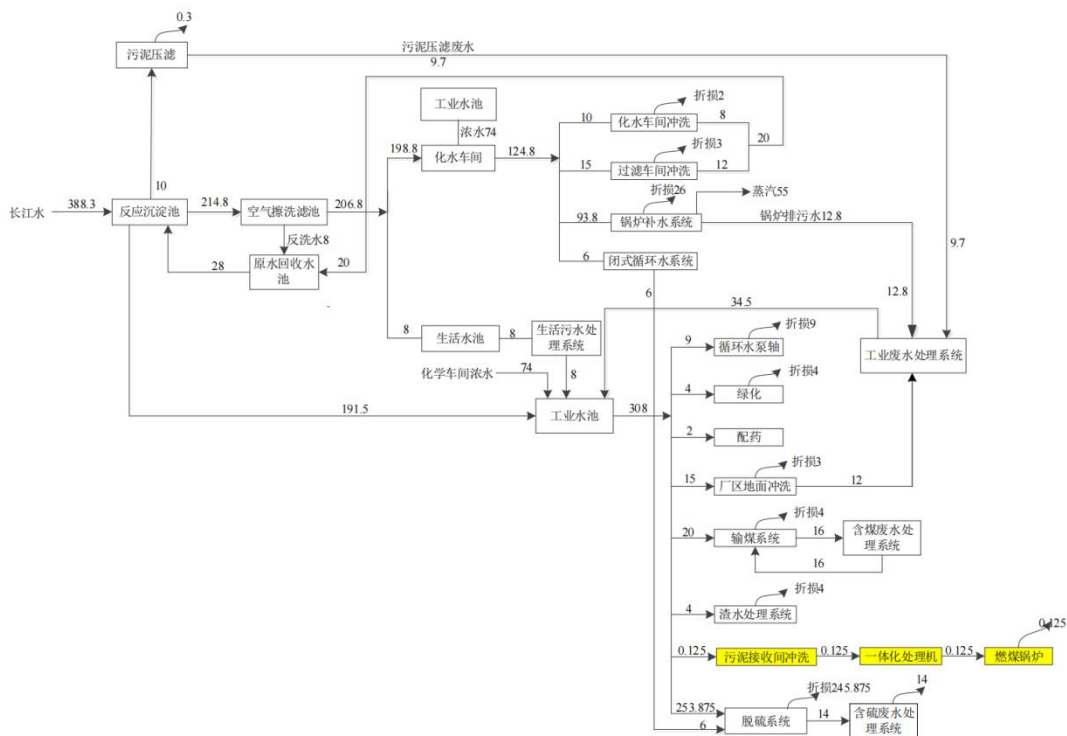 0.3
污泥压滤
污泥压滤废水
9.7
10
工业水池
浓水74
198.8
化水车间
124.8
10
化水车间冲洗
折损2
8
15
过滤车间冲洗
折损3
12
20
长江水
388.3
反应沉淀池
214.8
空气擦洗滤池
206.8
反洗水8
28
原水回收水
池
20
93.8
锅炉补水系统
折损26
蒸汽55
锅炉排污水12.8
9.7
6
闭式循环水系统
6
34.5
12.8
8
生活水池
8
生活污水处
理系统
8
化学车间浓水
74
191.5
工业水池
308
9
循环水泵轴
折损9
工业废水处理系统
4
绿化
折损4
2
配药
15
厂区地面冲洗
折损3
12
20
输煤系统
折损4
16
含煤废水处
理系统
16
4
渣水处理系统
折损4
0.125
污泥接收间冲洗
0.125
一体化处理机
0.125
燃煤锅炉
0.125
253.875
6
脱硫系统
折损245.875
14
含硫废水处
理系统
14